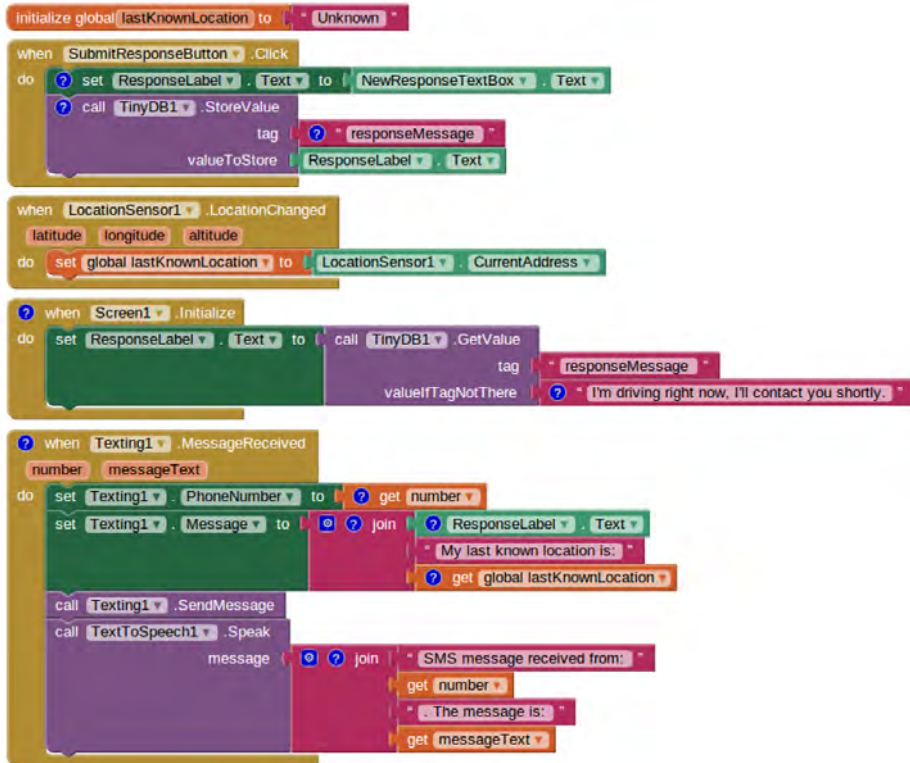 initialize global lastKnownLocation to " Unknown "
when SubmitResponseButton .Click
do ? set ResponseLabel . Text to NewResponseTextBox . Text
? call TinyDB1 .StoreValue
tag ? " responseMessage "
valueToStore ResponseLabel . Text
when LocationSensor1 .LocationChanged
latitude longitude altitude
do set global lastKnownLocation to LocationSensor1 . CurrentAddress
? when Screen1 .Initialize
do set ResponseLabel . Text to call TinyDB1 .GetValue
tag " responseMessage "
valueIfTagNotThere ? " I'm driving right now, I'll contact you shortly. "
? when Texting1 .MessageReceived
number messageText
do set Texting1 . PhoneNumber to ? get number
set Texting1 . Message to ? join ? ResponseLabel . Text
" My last known location is: "
? get global lastKnownLocation
call Texting1 .SendMessage
call TextToSpeech1 .Speak
message ? join " SMS message received from: "
get number
" . The message is: "
get messageText